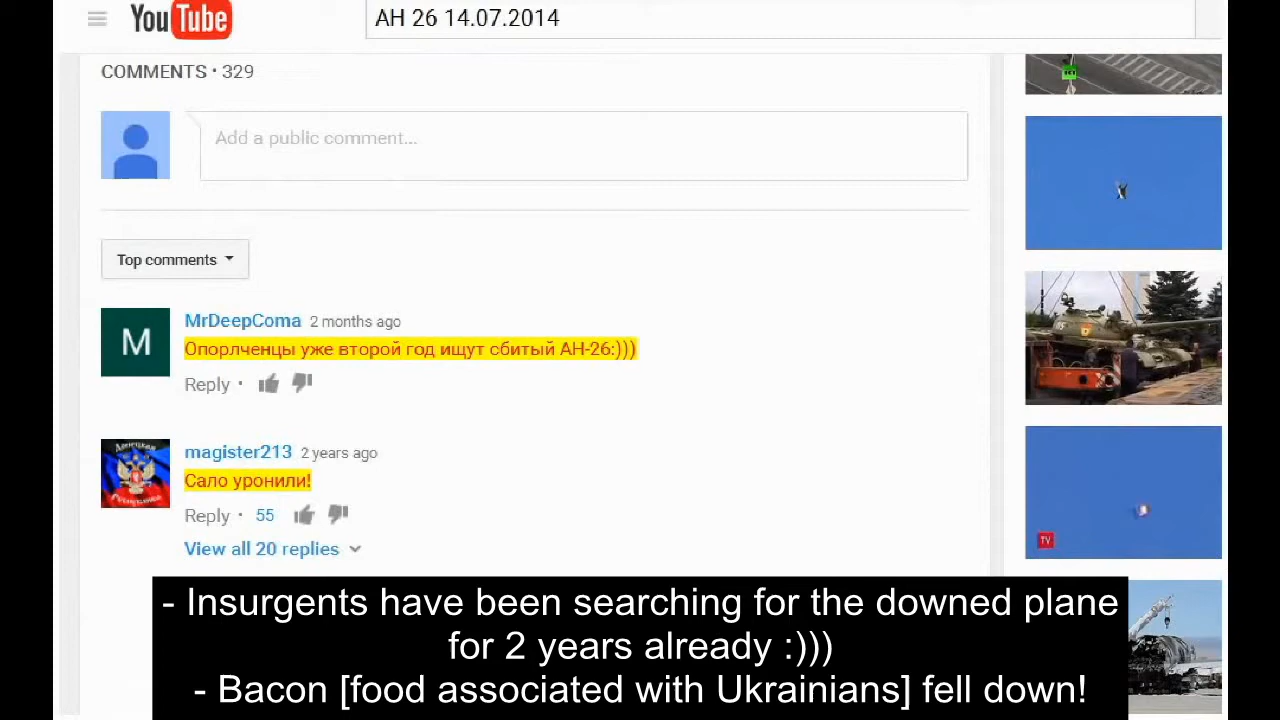 YouTube
АН 26 14.07.2014
COMMENTS • 329
Add a public comment...
Top comments
M
MrDeepComa 2 months ago
Опорлченцы уже второй год ищут сбитый АН-26:)))
Reply •
magister213 2 years ago
Сало уронили!
Reply • 55
View all 20 replies
TV
- Insurgents have been searching for the downed plane
for 2 years already :)))
- Bacon [food associated with Ukrainians] fell down!